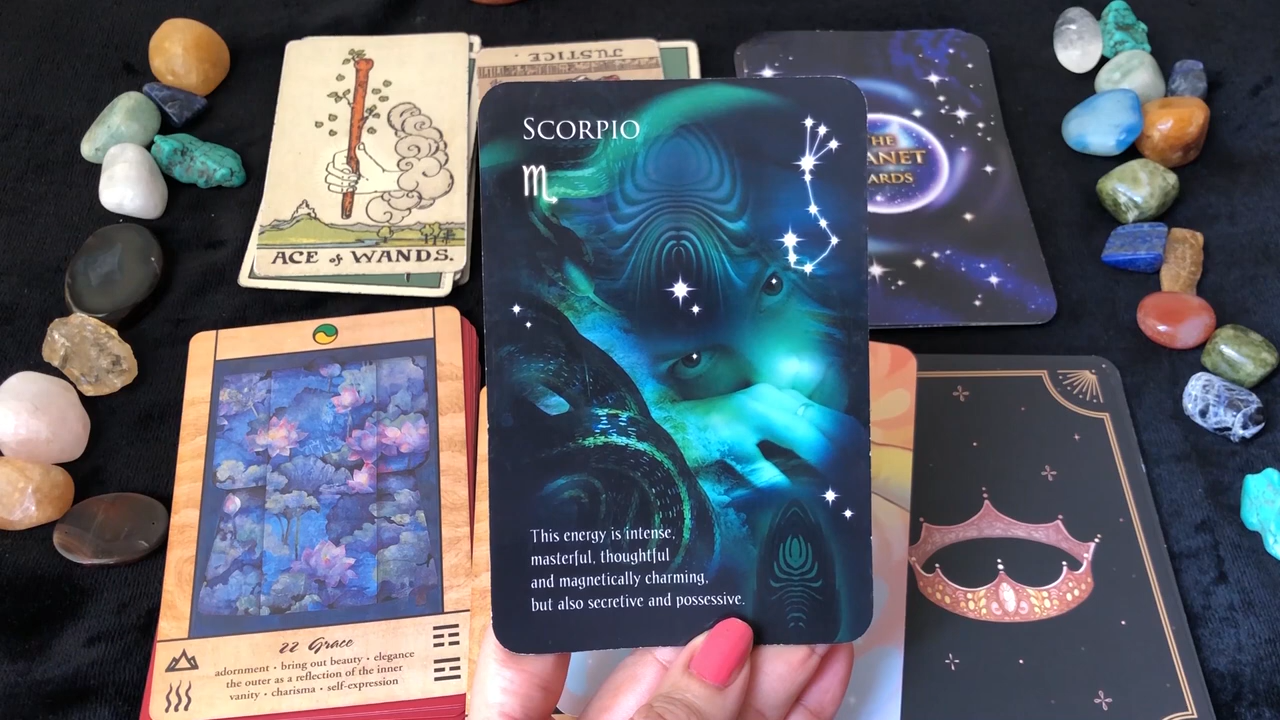 ACE of WANDS.
JUSTICE.
SCORPIO
♏
THE
ARDS
This energy is intense,
masterful, thoughtful
and magnetically charming,
but also secretive and possessive.
22 Grace
adornment • bring out beauty • elegance
the outer as a reflection of the inner
vanity • charisma • self-expression